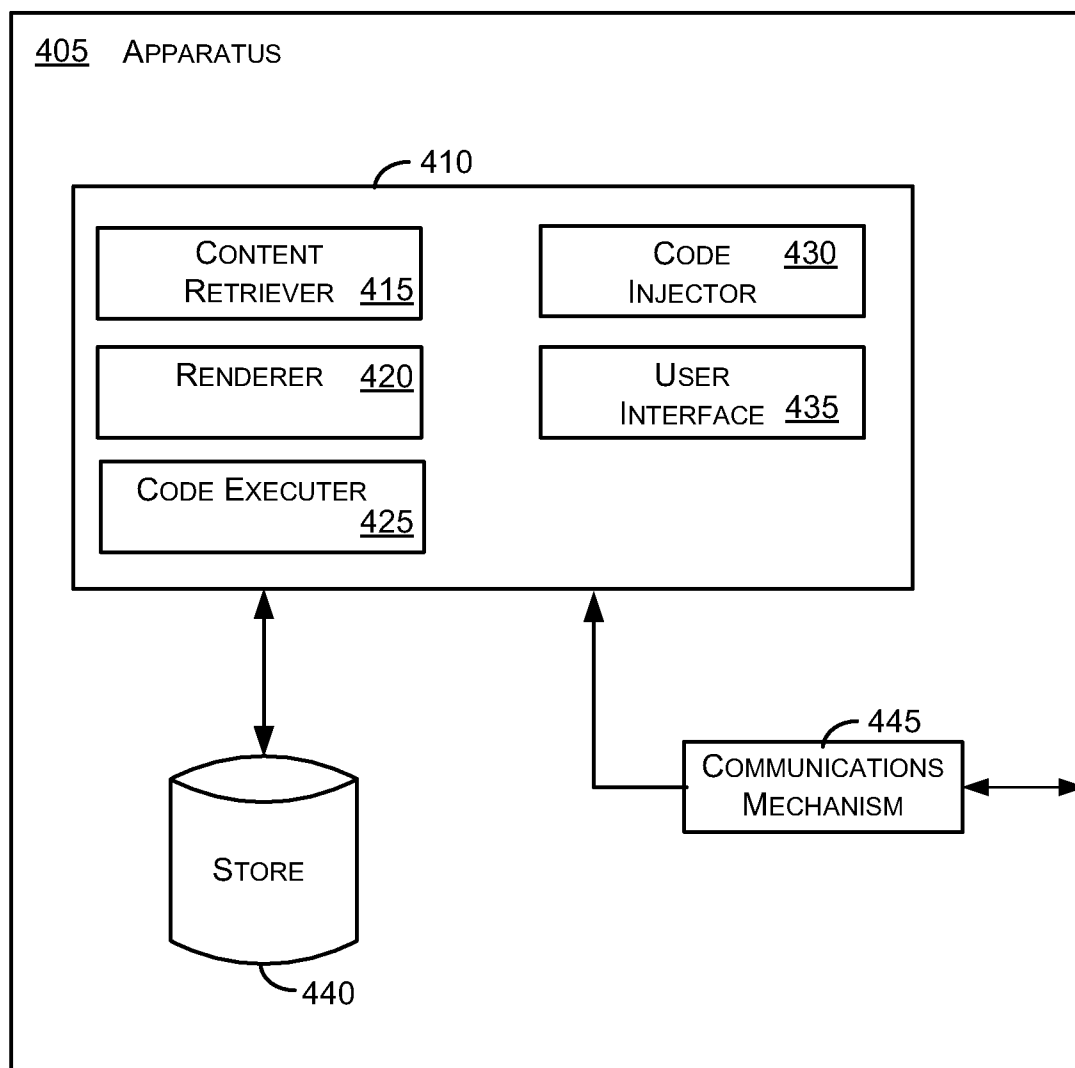 405 APPARATUS
410
CONTENT
RETRIEVER 415
RENDERER 420
CODE EXECUTER
425
CODE 430
INJECTOR
USER
INTERFACE 435
445
COMMUNICATIONS
MECHANISM
STORE
440